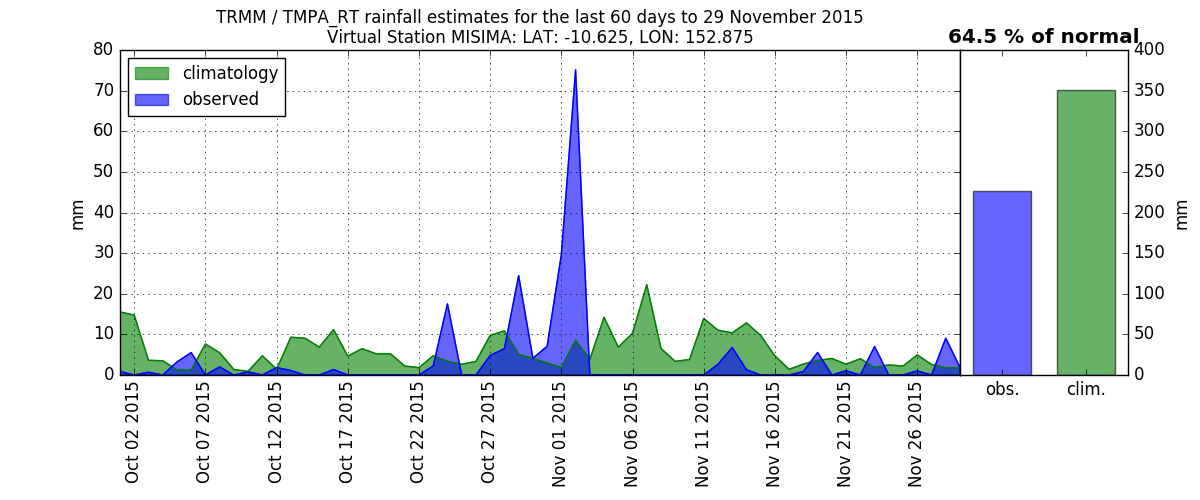 TRMM / TMPA_RT rainfall estimates for the last 60 days to 29 November 2015
Virtual Station MISIMA: LAT: -10.625, LON: 152.875
64.5 % of normal
climatology
observed
80
70
60
50
40
30
20
10
0
mm
400
350
300
250
200
150
100
50
0
mm
Oct 02 2015
Oct 07 2015
Oct 12 2015
Oct 17 2015
Oct 22 2015
Oct 27 2015
Nov 01 2015
Nov 06 2015
Nov 11 2015
Nov 16 2015
Nov 21 2015
Nov 26 2015
obs.
clim.